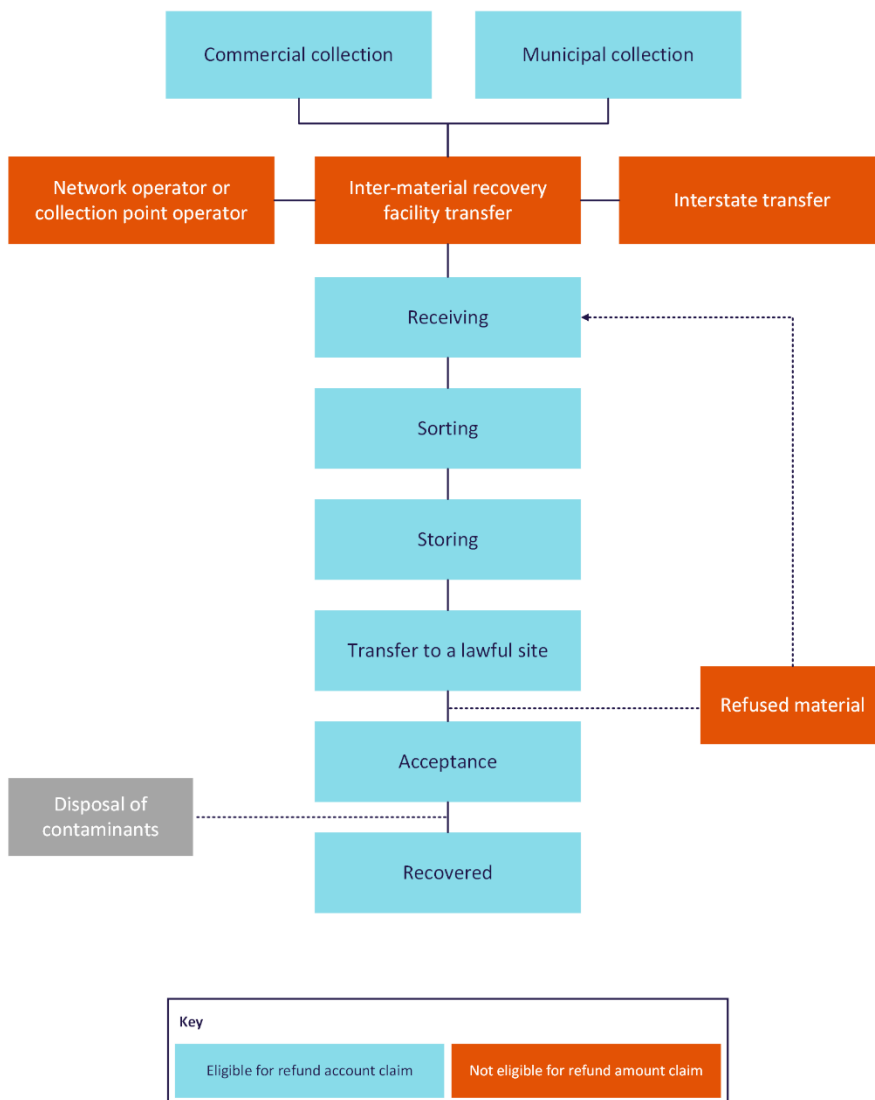 Commercial collection
Municipal collection
Network operator or
collection point operator
Inter-material recovery
facility transfer
Interstate transfer
Receiving
Sorting
Storing
Transfer to a lawful site
Refused material
Acceptance
Disposal of
contaminants
Recovered
Key
Eligible for refund account claim
Not eligible for refund amount claim